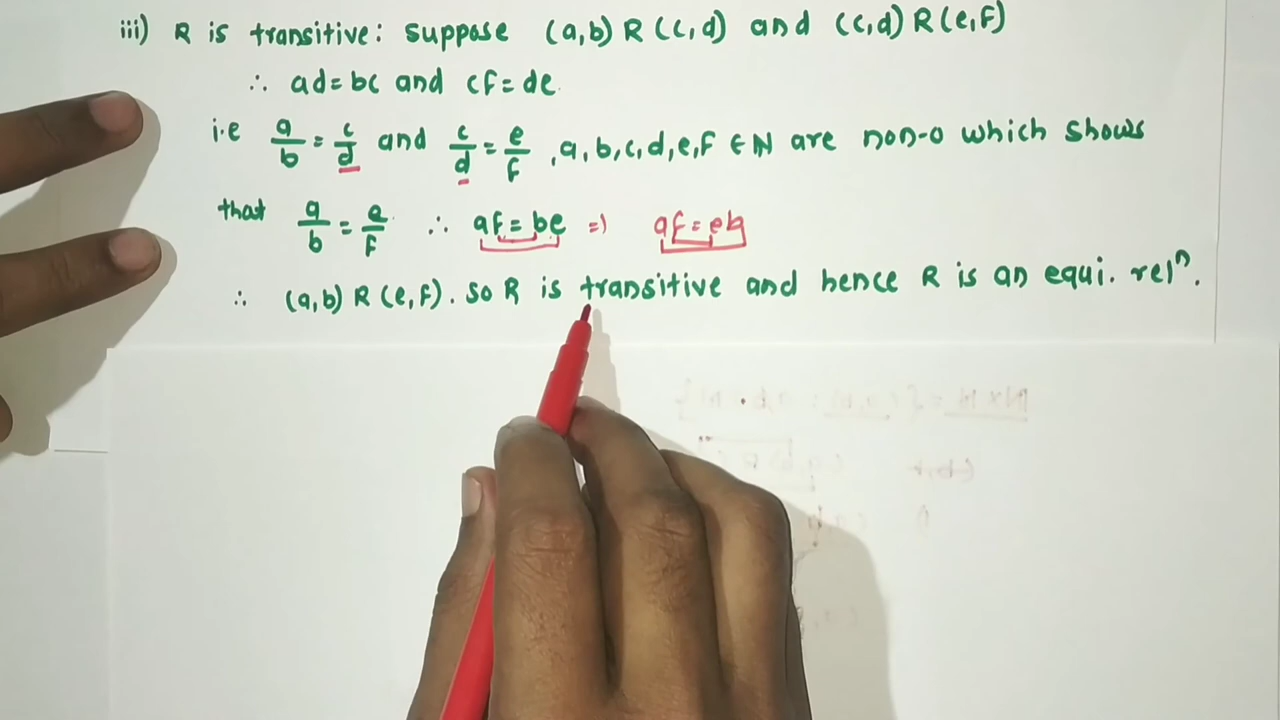 iii) R is transitive: suppose (a,b) R (c,d) and (c,d) R (e,F)
∴ ad = bc and cF = de.
i.e a/b = c/d and c/d = e/F , a, b, c, d, e, F ∈ N are non-0 which shows
that a/b = e/F ∴ aF = be ⇒ aF = eb
∴ (a,b) R (e,F). So R is transitive and hence R is an equi. relⁿ.